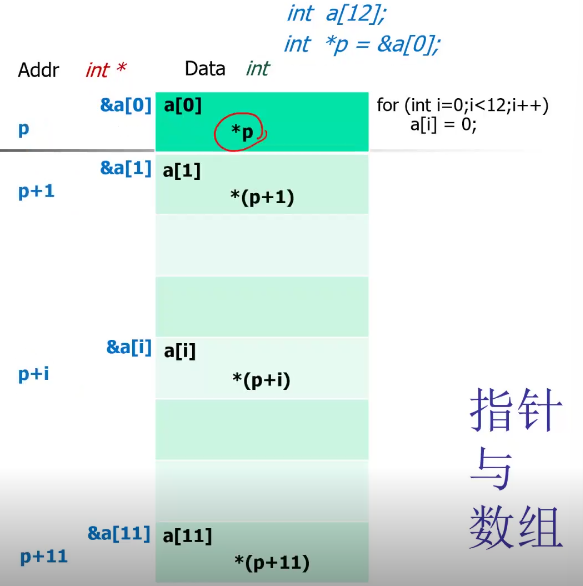 int a[12];
int *p = &a[0];
Addr int * Data int
&a[0] a[0] for (int i=0;i<12;i++)
p *p a[i] = 0;
&a[1] a[1]
p+1 *(p+1)
&a[i] a[i]
p+i *(p+i)
指针
与
数组
&a[11] a[11]
p+11 *(p+11)